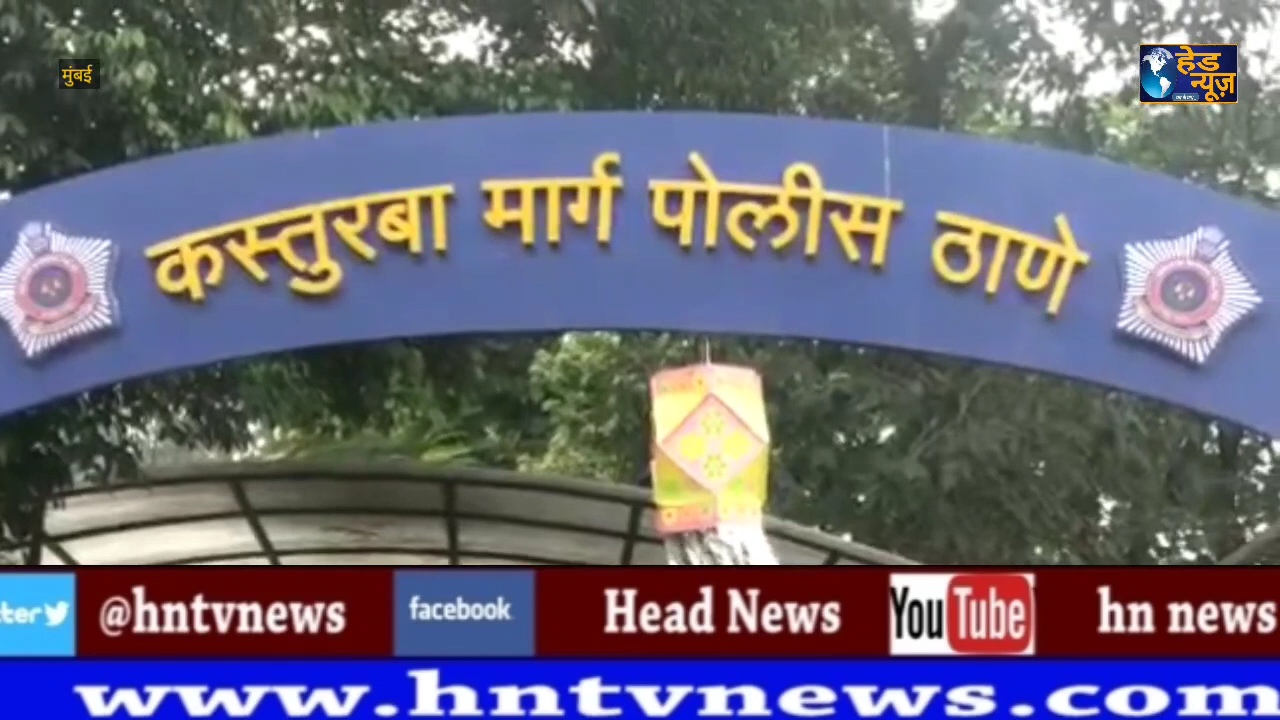 मुंबई
हेड
न्यूज़
कस्तुरबा मार्ग पोलीस ठाणे
@hntvnews facebook Head News YouTube hn news
www.hntvnews.com